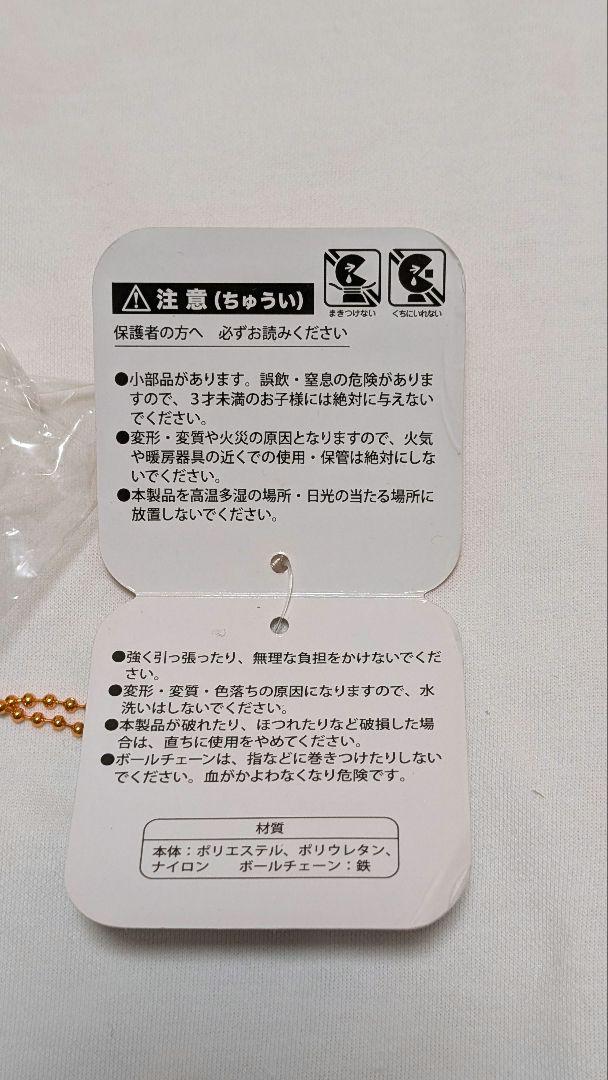 注意(ちゅうい)
まきつけない
くちにいれない
保護者の方へ 必ずお読みください
●小部品があります。誤飲・窒息の危険がありま
すので、3才未満のお子様には絶対に与えない
でください。
●変形・変質や火災の原因となりますので、火気
や暖房器具の近くでの使用・保管は絶対にしな
いでください。
●本製品を高温多湿の場所・日光の当たる場所に
放置しないでください。
●強く引っ張ったり、無理な負担をかけないでくだ
さい。
●変形・変質・色落ちの原因になりますので、水
洗いはしないでください。
●本製品が破れたり、ほつれたりなど破損した場
合は、直ちに使用をやめてください。
●ボールチェーンは、指などに巻きつけたりしない
でください。血がかよわなくなり危険です。
材質
本体：ポリエステル、ポリウレタン、
ナイロン ボールチェーン：鉄